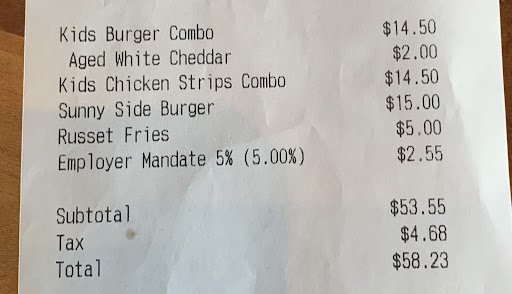 Kids Burger Combo $14.50
Aged White Cheddar $2.00
Kids Chicken Strips Combo $14.50
Sunny Side Burger $15.00
Russet Fries $5.00
Employer Mandate 5% (5.00%) $2.55
Subtotal $53.55
Tax $4.68
Total $58.23